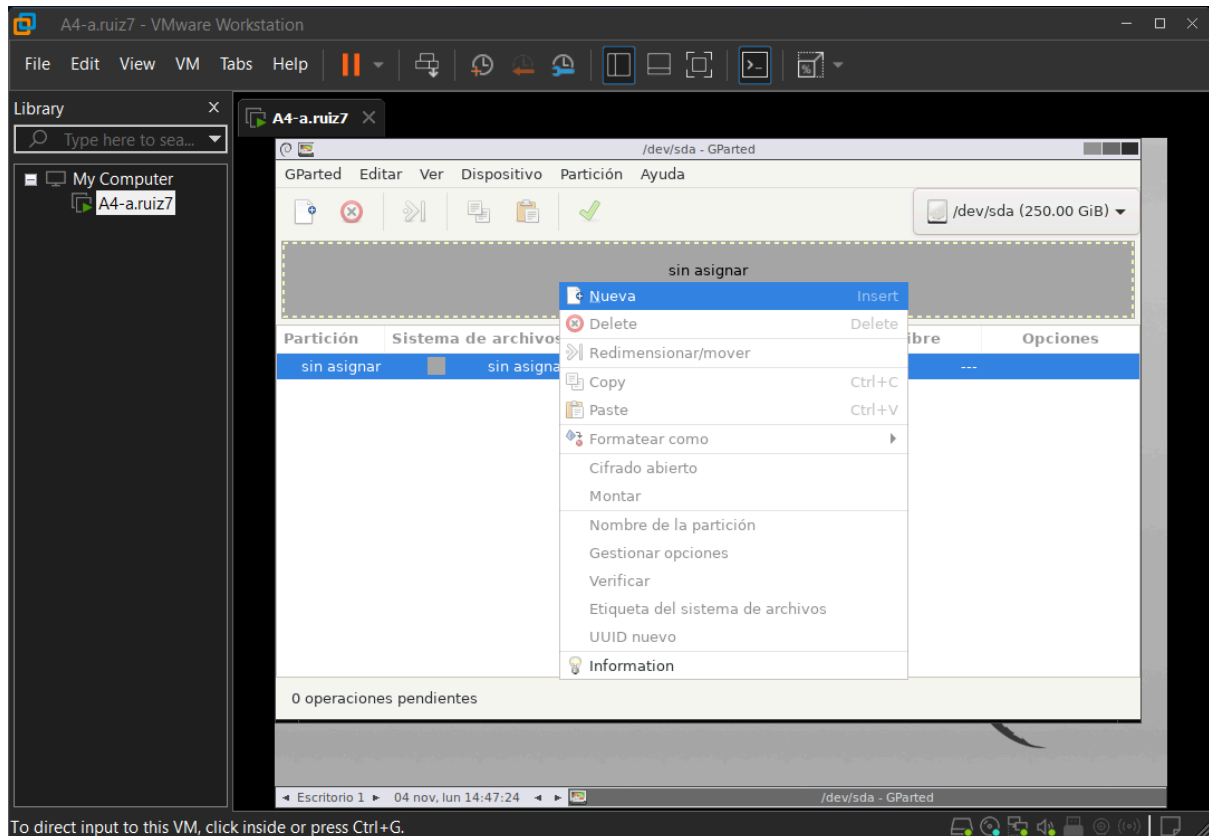 A4-a.ruiz7 - VMware Workstation
File Edit View VM Tabs Help
Library X
Type here to sea...
My Computer
A4-a.ruiz7
A4-a.ruiz7
/dev/sda - GParted
GParted Editar Ver Dispositivo Partición Ayuda
/dev/sda (250.00 GiB)
sin asignar
Partición Sistema de archivos ibre Opciones
sin asignar sin asigna ---
Nueva Insert
Delete Delete
Redimensionar/mover
Copy Ctrl+C
Paste Ctrl+V
Formatear como
Cifrado abierto
Montar
Nombre de la partición
Gestionar opciones
Verificar
Etiqueta del sistema de archivos
UUID nuevo
Information
0 operaciones pendientes
Escritorio 1 04 nov, lun 14:47:24 /dev/sda - GParted
To direct input to this VM, click inside or press Ctrl+G.